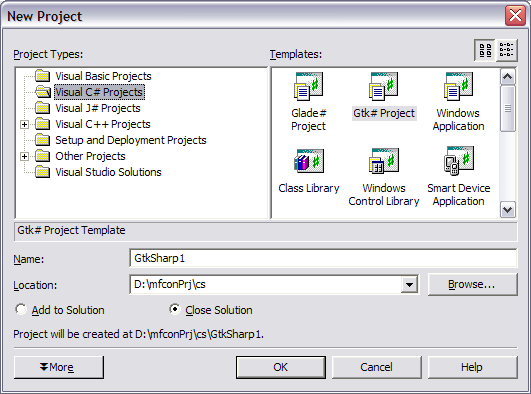 New Project
Project Types:
Templates:
Visual Basic Projects
Visual C# Projects
Visual J# Projects
Visual C++ Projects
Setup and Deployment Projects
Other Projects
Visual Studio Solutions
Glade#
Project
Gtk# Project
Windows
Application
Class Library
Windows
Control Library
Smart Device
Application
Gtk# Project Template
Name:
GtkSharp1
Location:
D:\mfconPrj\cs
Browse...
Add to Solution
Close Solution
Project will be created at D:\mfconPrj\cs\GtkSharp1.
More
OK
Cancel
Help